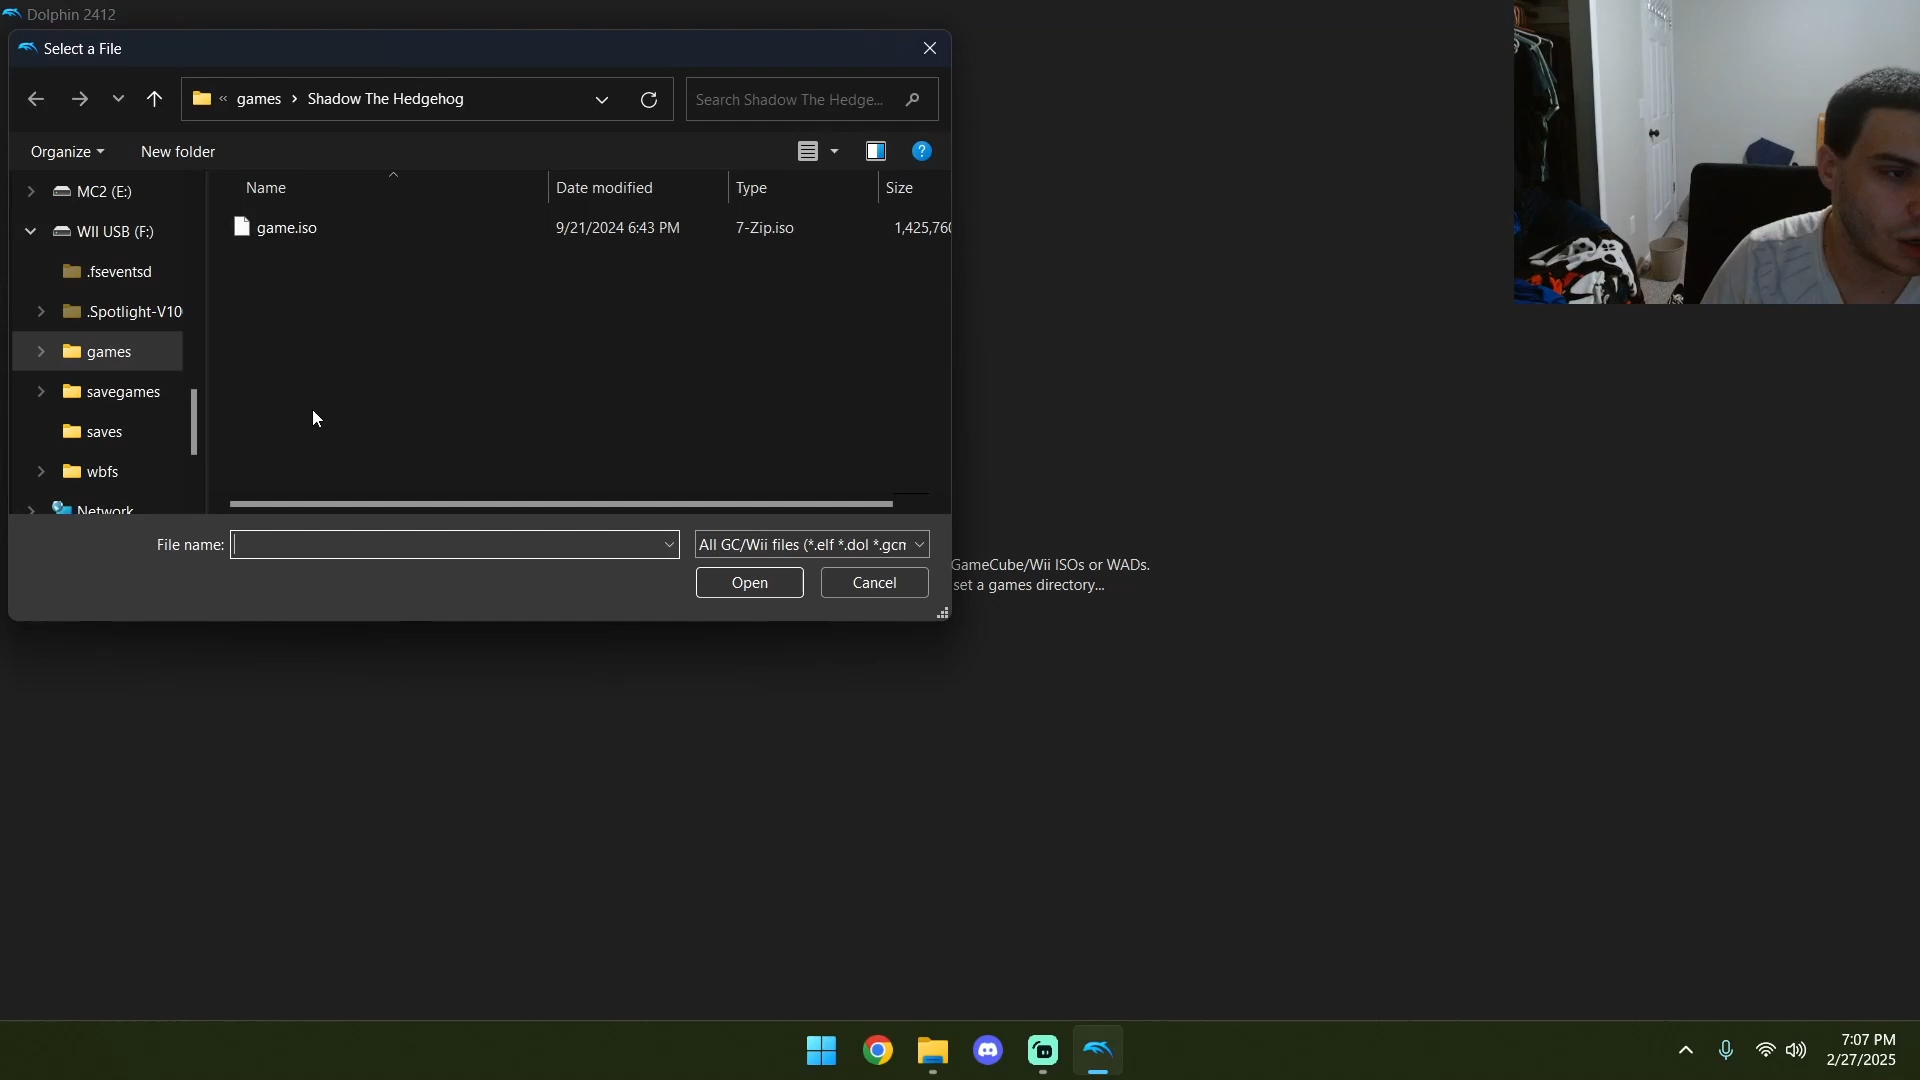 Dolphin 2412
Select a File
« games > Shadow The Hedgehog
Search Shadow The Hedge...
Organize
New folder
Name
Date modified
Type
Size
game.iso
9/21/2024 6:43 PM
7-Zip.iso
1,425,760
MC2 (E:)
WII USB (F:)
.fseventsd
.Spotlight-V10
games
savegames
saves
wbfs
Network
File name:
All GC/Wii files (*.elf *.dol *.gcm
Open
Cancel
GameCube/Wii ISOs or WADs.
set a games directory...
7:07 PM
2/27/2025